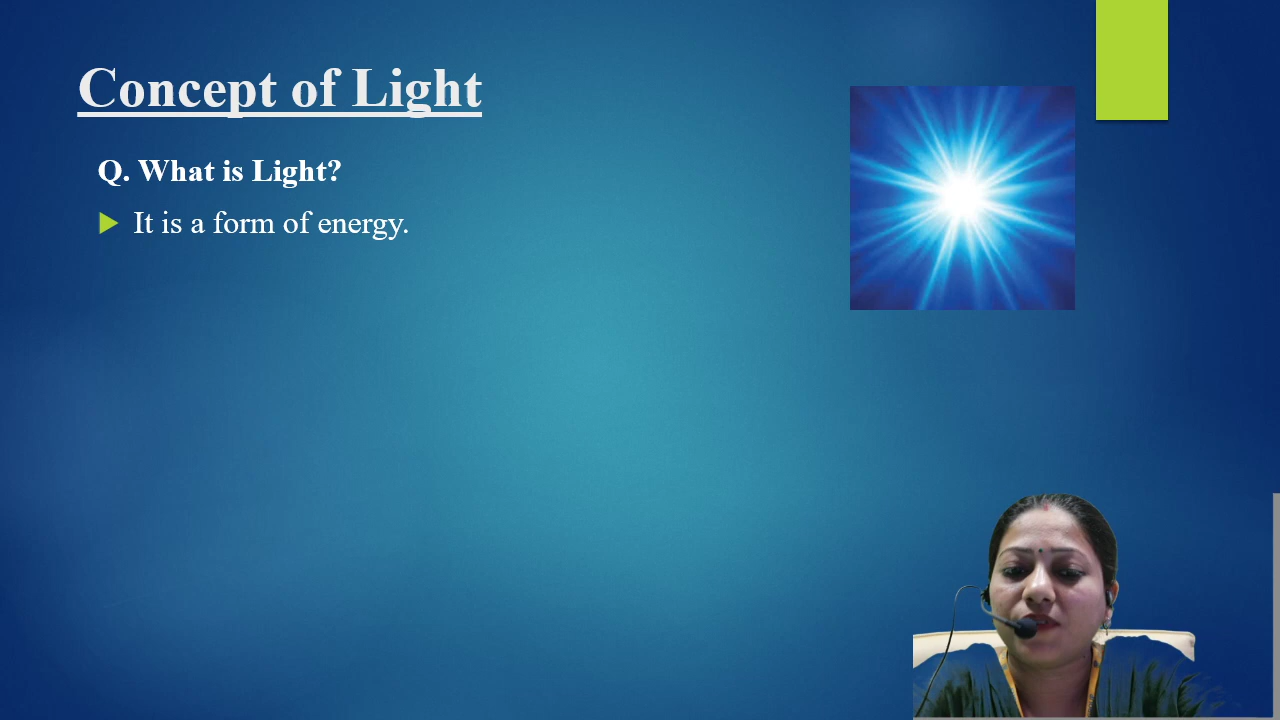 Concept of Light
Q. What is Light?
It is a form of energy.